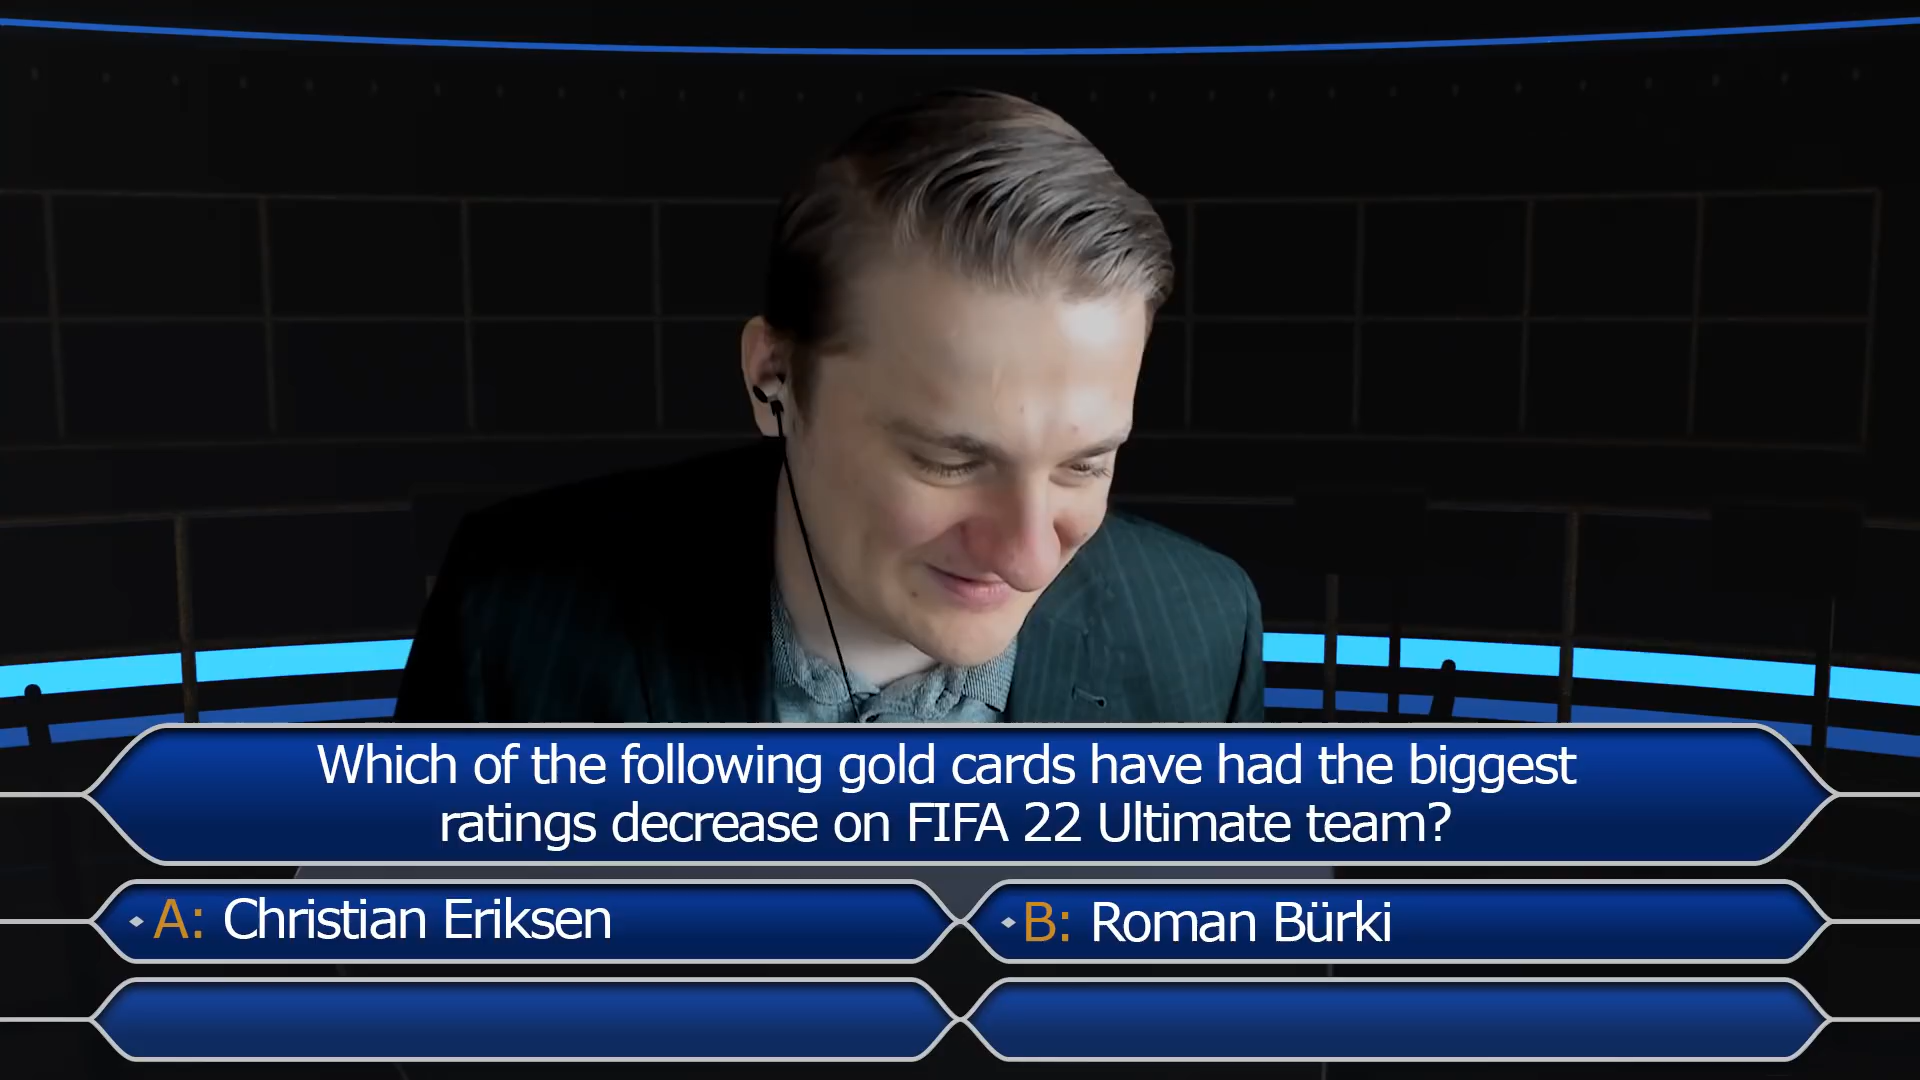 Which of the following gold cards have had the biggest
ratings decrease on FIFA 22 Ultimate team?
A: Christian Eriksen
B: Roman Bürki